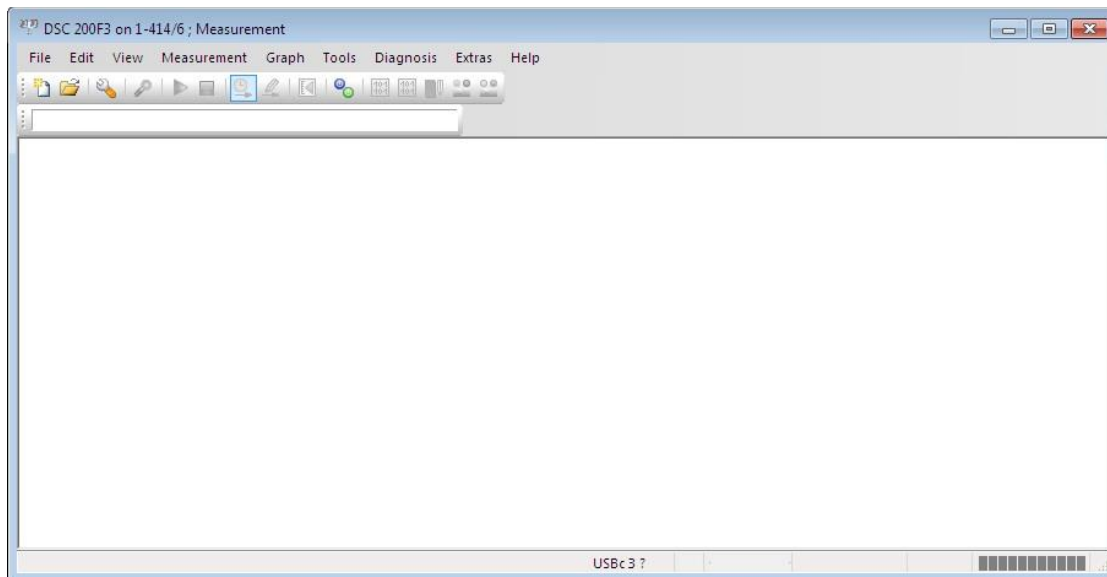 DSC 200F3 on 1-414/6 ; Measurement
File Edit View Measurement Graph Tools Diagnosis Extras Help
USBc 3 ?